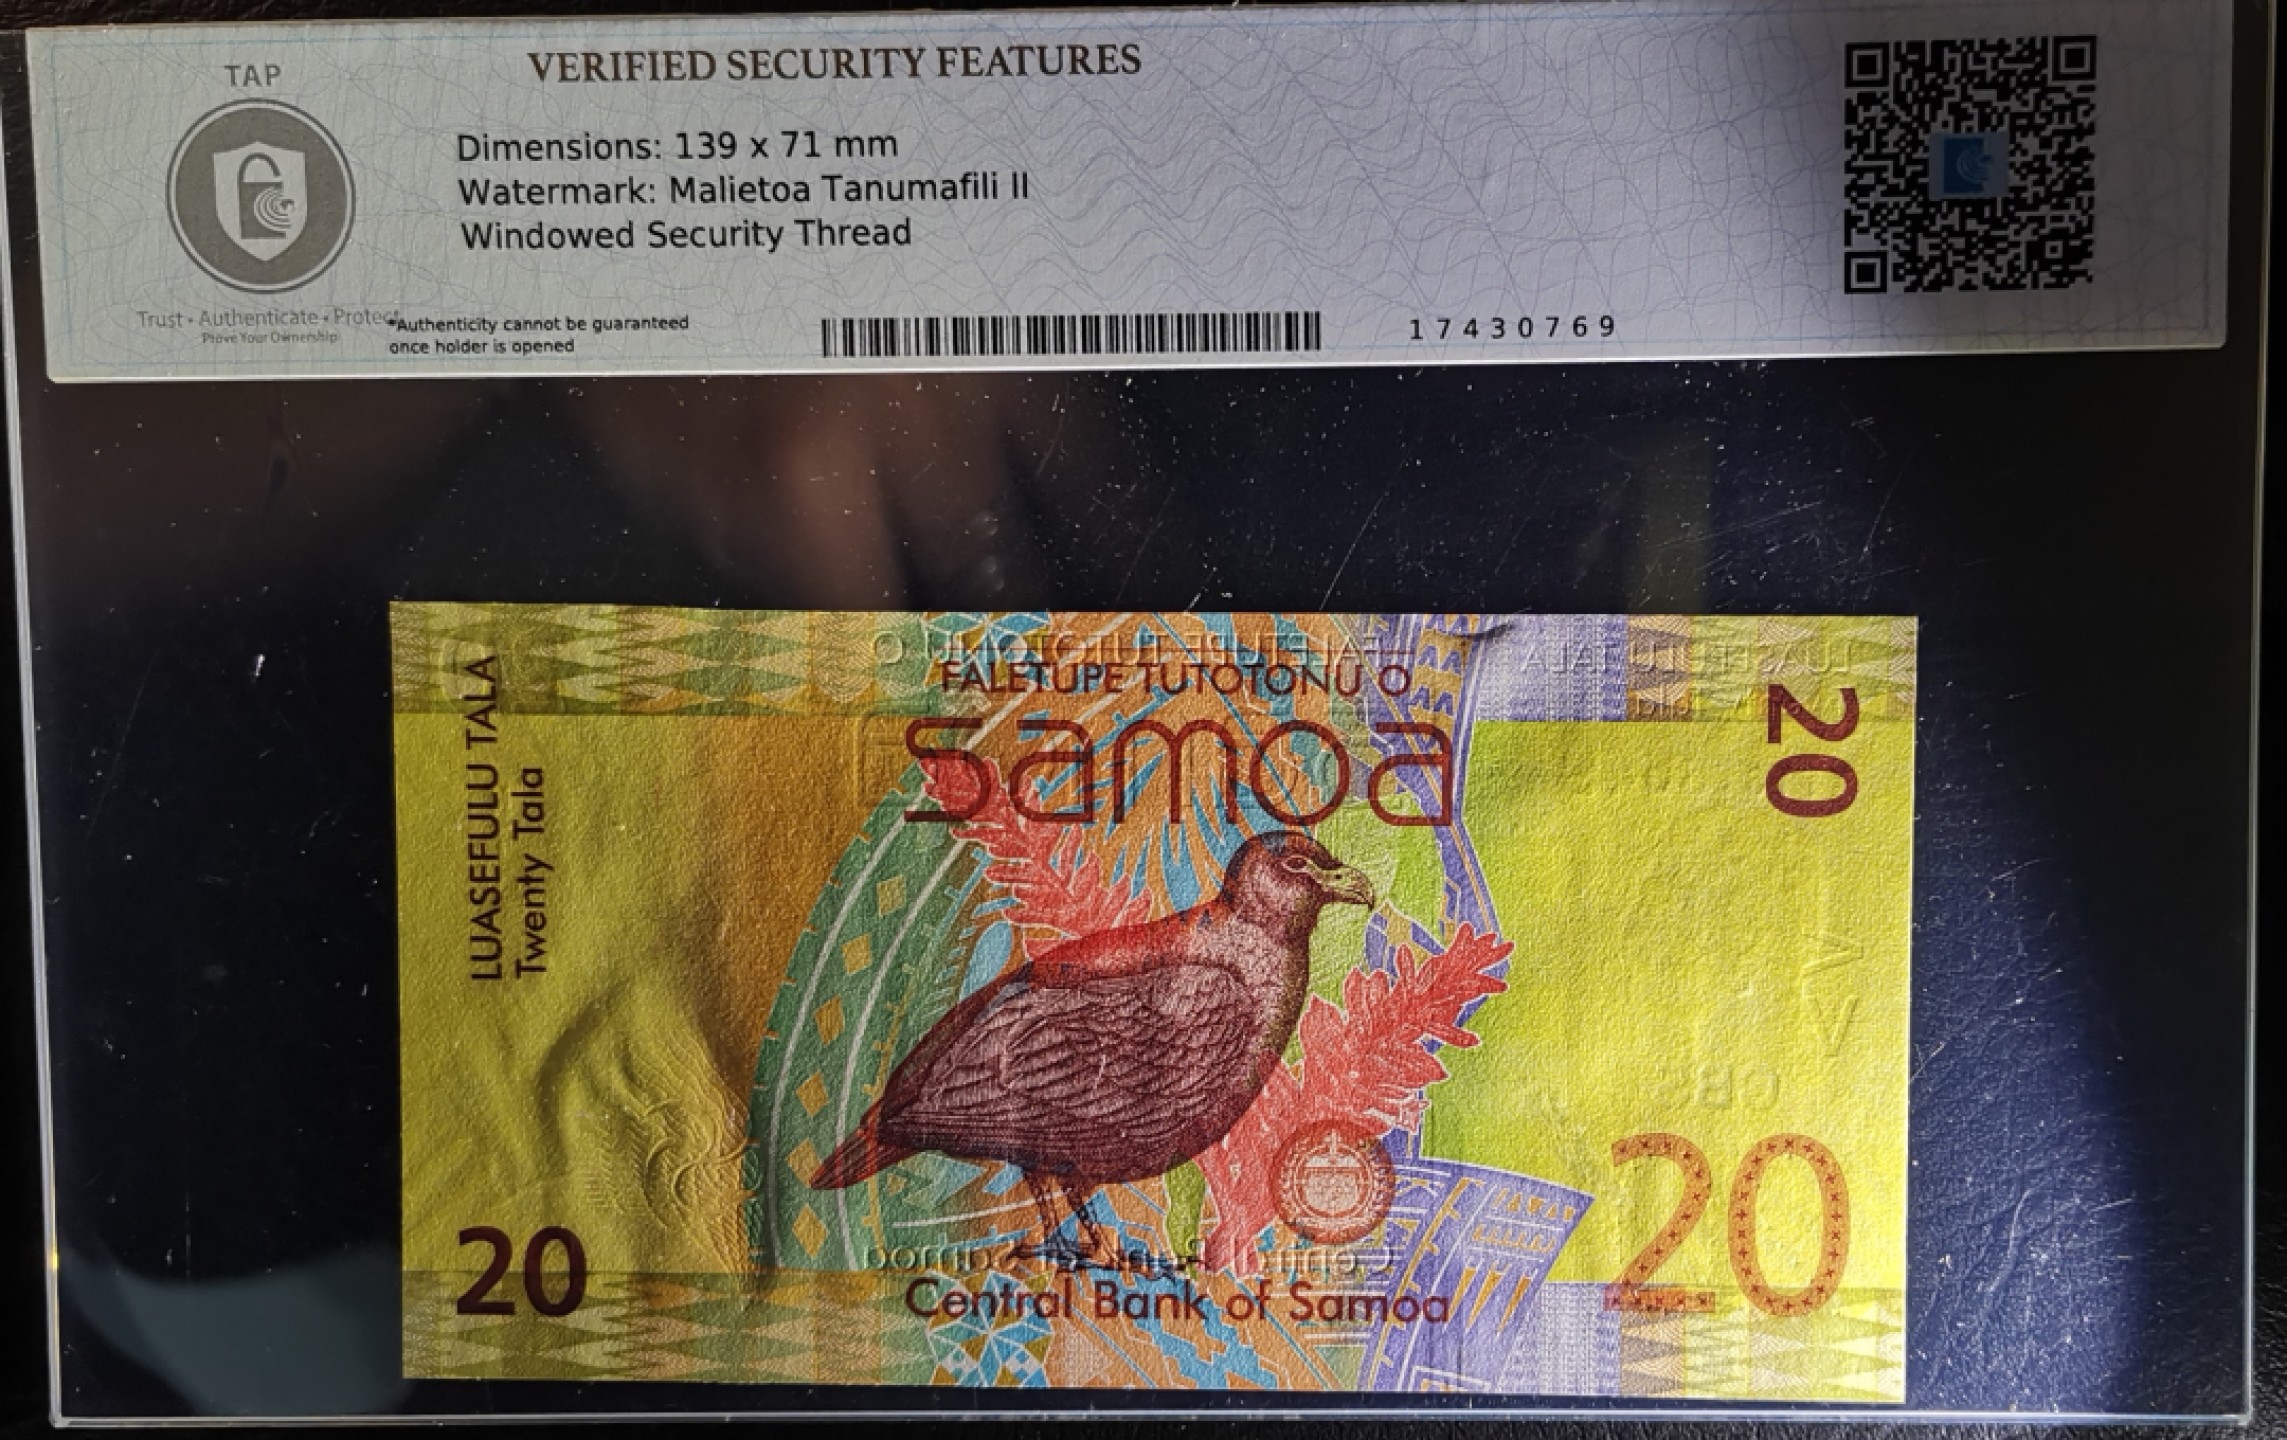 TAP
VERIFIED SECURITY FEATURES
Dimensions: 139 x 71 mm
Watermark: Malietoa Tanumafili II
Windowed Security Thread
Trust • Authenticate • Protect
Prove Your Ownership
*Authenticity cannot be guaranteed
once holder is opened
17430769
LUASEFULU TALA
Twenty Tala
FALETUPE TUTOTONU O
samoa
20
20
20
Central Bank of Samoa